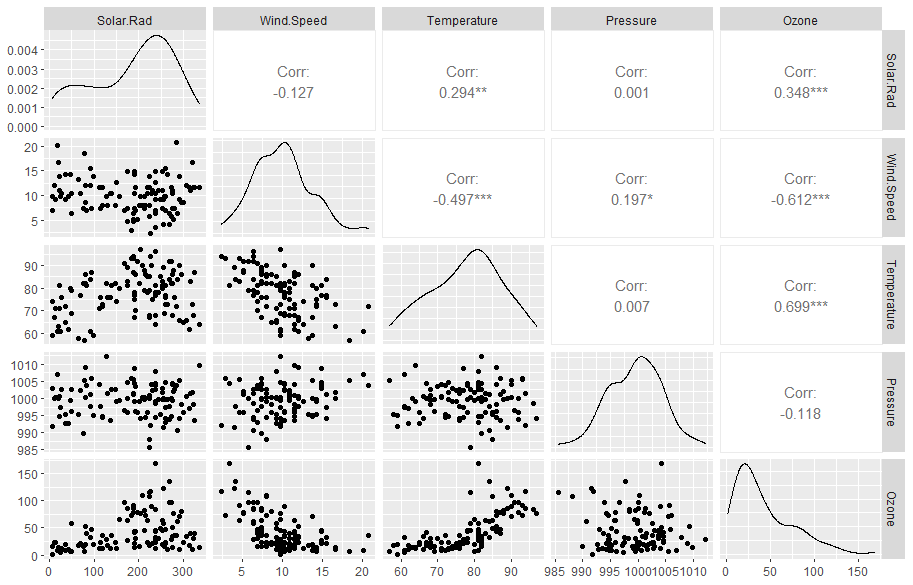 Solar.Rad Wind.Speed Temperature Pressure Ozone
0.004
0.003
0.002
0.001
0.000
Corr:
-0.127
Corr:
0.294**
Corr:
0.001
Corr:
0.348***
Solar.Rad
20
15
10
5
Corr:
-0.497***
Corr:
0.197*
Corr:
-0.612***
Wind.Speed
90
80
70
60
Corr:
0.007
Corr:
0.699***
Temperature
1010
1005
1000
995
990
985
Corr:
-0.118
Pressure
150
100
50
0
Ozone
0 100 200 300 5 10 15 20 60 70 80 90 985 990 995 1000 1005 1010 0 50 100 150